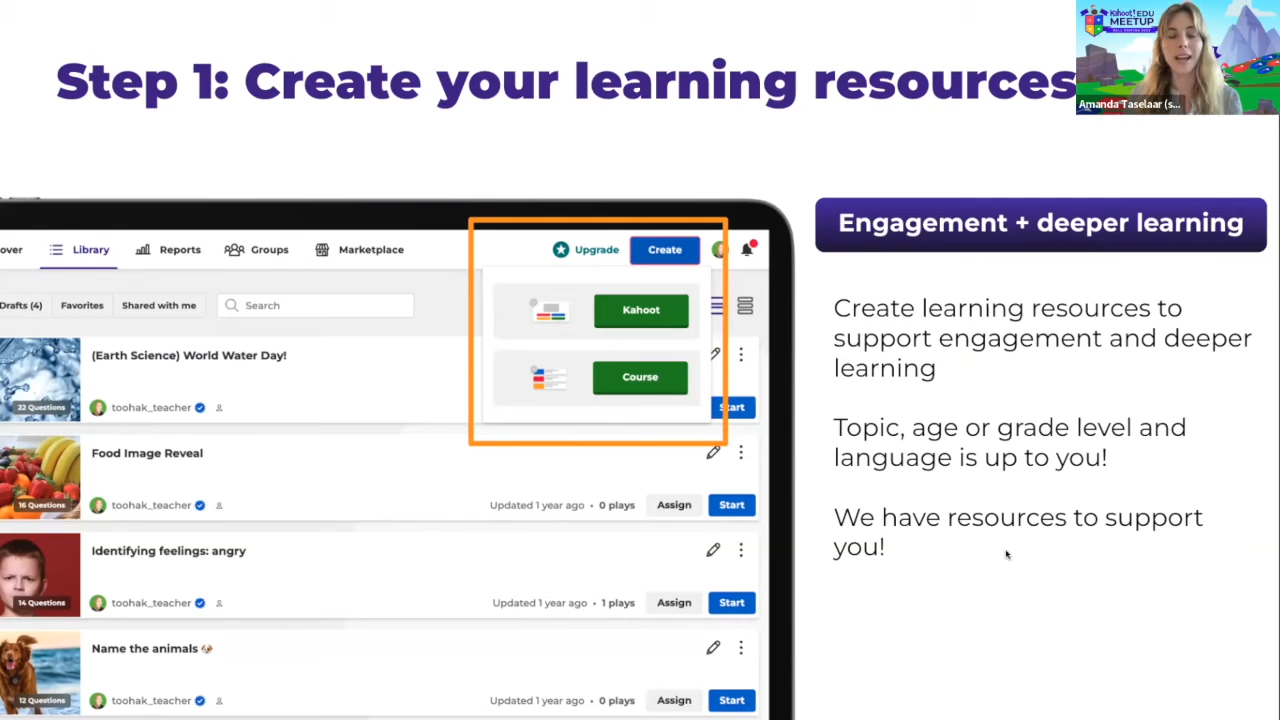 Step 1: Create your learning resources
Kahoot! EDU
MEETUP
Amanda Taselaar (s...
over
Library
Reports
Groups
Marketplace
Upgrade
Create
Drafts (4)
Favorites
Shared with me
Search
Kahoot
Course
(Earth Science) World Water Day!
22 Questions
toohak_teacher
Start
Food Image Reveal
16 Questions
toohak_teacher
Updated 1 year ago • 0 plays
Assign
Start
Identifying feelings: angry
14 Questions
toohak_teacher
Updated 1 year ago • 1 plays
Assign
Start
Name the animals 🐶
12 Questions
toohak_teacher
Updated 1 year ago • 0 plays
Assign
Start
Engagement + deeper learning
Create learning resources to
support engagement and deeper
learning
Topic, age or grade level and
language is up to you!
We have resources to support
you!